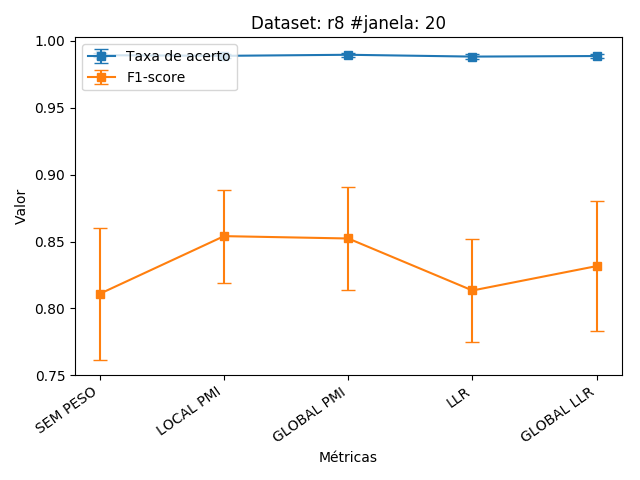 Dataset: r8 #janela: 20
Taxa de acerto
F1-score
1.00
0.95
0.90
0.85
0.80
0.75
Valor
SEM PESO
LOCAL PMI
GLOBAL PMI
LLR
GLOBAL LLR
Métricas